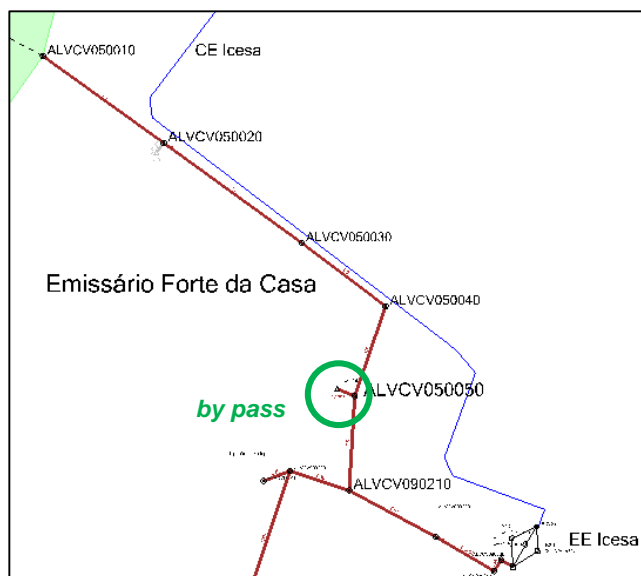 ALVCV050010
CE Icesa
ALVCV050020
ALVCV050030
Emissário Forte da Casa
ALVCV050040
ALVCV050050
by pass
ALVCV090210
EE Icesa